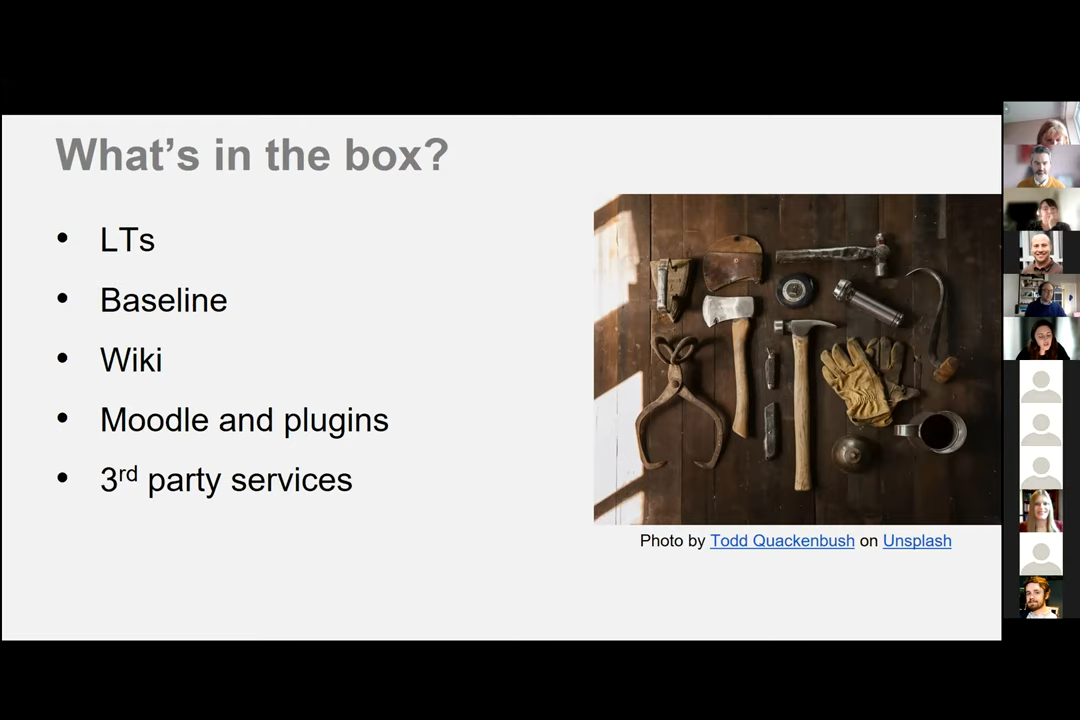 What’s in the box?
• LTs
• Baseline
• Wiki
• Moodle and plugins
• 3rd party services
Photo by Todd Quackenbush on Unsplash